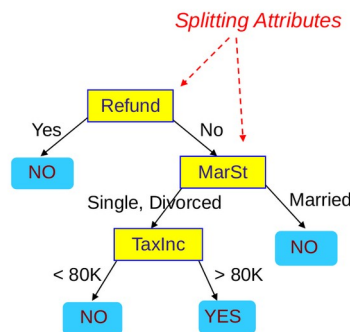 Splitting Attributes
Refund
Yes
No
NO
MarSt
Single, Divorced
Married
TaxInc
NO
< 80K
> 80K
NO
YES